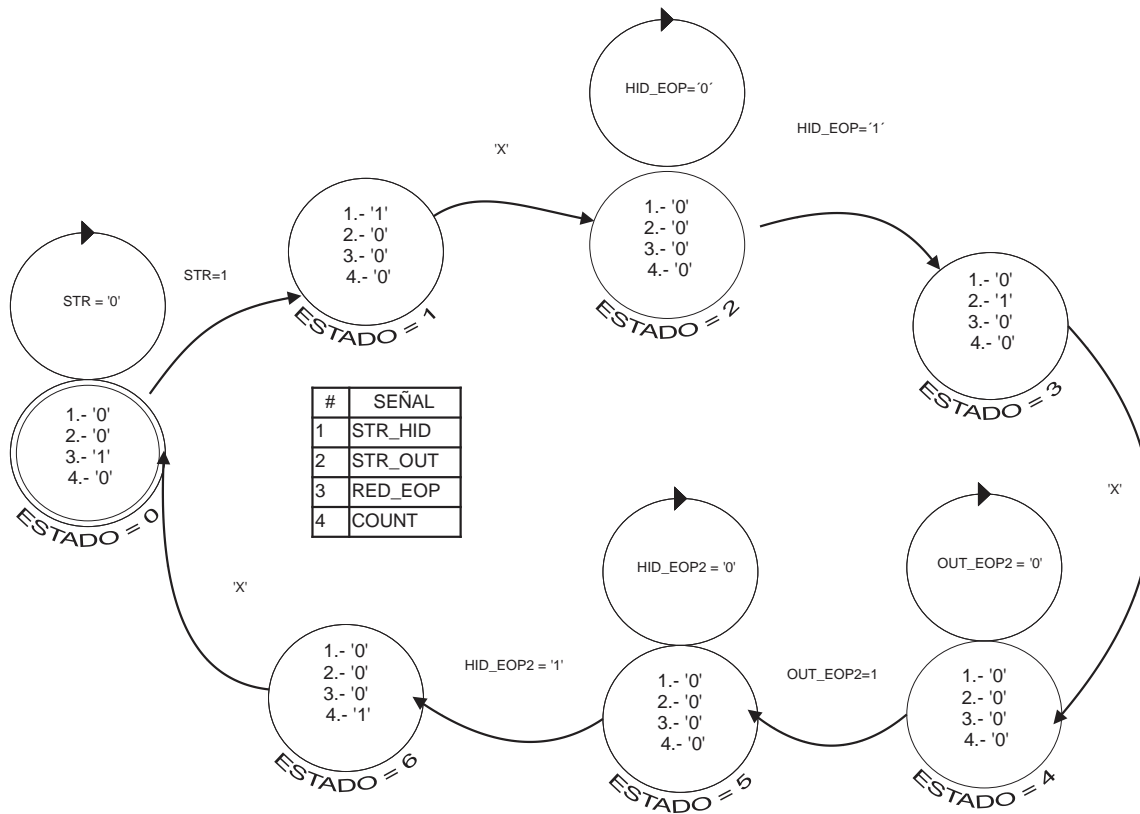 HID_EOP=´0´
HID_EOP=´1´
'X'
1.- '1'
2.- '0'
3.- '0'
4.- '0'
ESTADO = 1
1.- '0'
2.- '0'
3.- '0'
4.- '0'
ESTADO = 2
STR=1
STR = '0'
1.- '0'
2.- '1'
3.- '0'
4.- '0'
ESTADO = 3
1.- '0'
2.- '0'
3.- '1'
4.- '0'
ESTADO = 0
# SEÑAL
1 STR_HID
2 STR_OUT
3 RED_EOP
4 COUNT
'X'
HID_EOP2 = '0'
OUT_EOP2 = '0'
'X'
1.- '0'
2.- '0'
3.- '0'
4.- '1'
ESTADO = 6
HID_EOP2 = '1'
1.- '0'
2.- '0'
3.- '0'
4.- '0'
ESTADO = 5
OUT_EOP2=1
1.- '0'
2.- '0'
3.- '0'
4.- '0'
ESTADO = 4